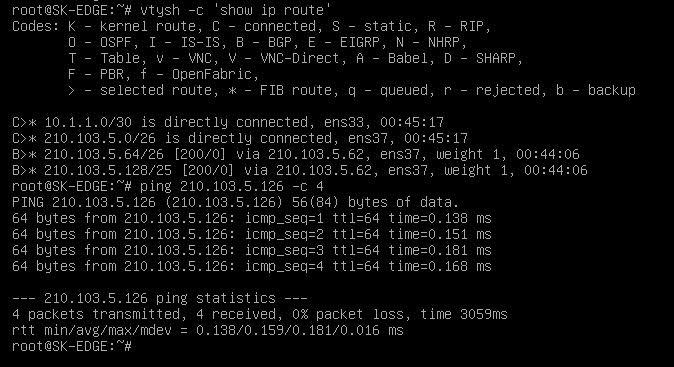 root@SK-EDGE:~# vtysh -c 'show ip route'
Codes: K - kernel route, C - connected, S - static, R - RIP,
       O - OSPF, I - IS-IS, B - BGP, E - EIGRP, N - NHRP,
       T - Table, v - VNC, V - VNC-Direct, A - Babel, D - SHARP,
       F - PBR, f - OpenFabric,
       > - selected route, * - FIB route, q - queued, r - rejected, b - backup

C>* 10.1.1.0/30 is directly connected, ens33, 00:45:17
C>* 210.103.5.0/26 is directly connected, ens37, 00:45:17
B>* 210.103.5.64/26 [200/0] via 210.103.5.62, ens37, weight 1, 00:44:06
B>* 210.103.5.128/25 [200/0] via 210.103.5.62, ens37, weight 1, 00:44:06
root@SK-EDGE:~# ping 210.103.5.126 -c 4
PING 210.103.5.126 (210.103.5.126) 56(84) bytes of data.
64 bytes from 210.103.5.126: icmp_seq=1 ttl=64 time=0.138 ms
64 bytes from 210.103.5.126: icmp_seq=2 ttl=64 time=0.151 ms
64 bytes from 210.103.5.126: icmp_seq=3 ttl=64 time=0.181 ms
64 bytes from 210.103.5.126: icmp_seq=4 ttl=64 time=0.168 ms

--- 210.103.5.126 ping statistics ---
4 packets transmitted, 4 received, 0% packet loss, time 3059ms
rtt min/avg/max/mdev = 0.138/0.159/0.181/0.016 ms
root@SK-EDGE:~#